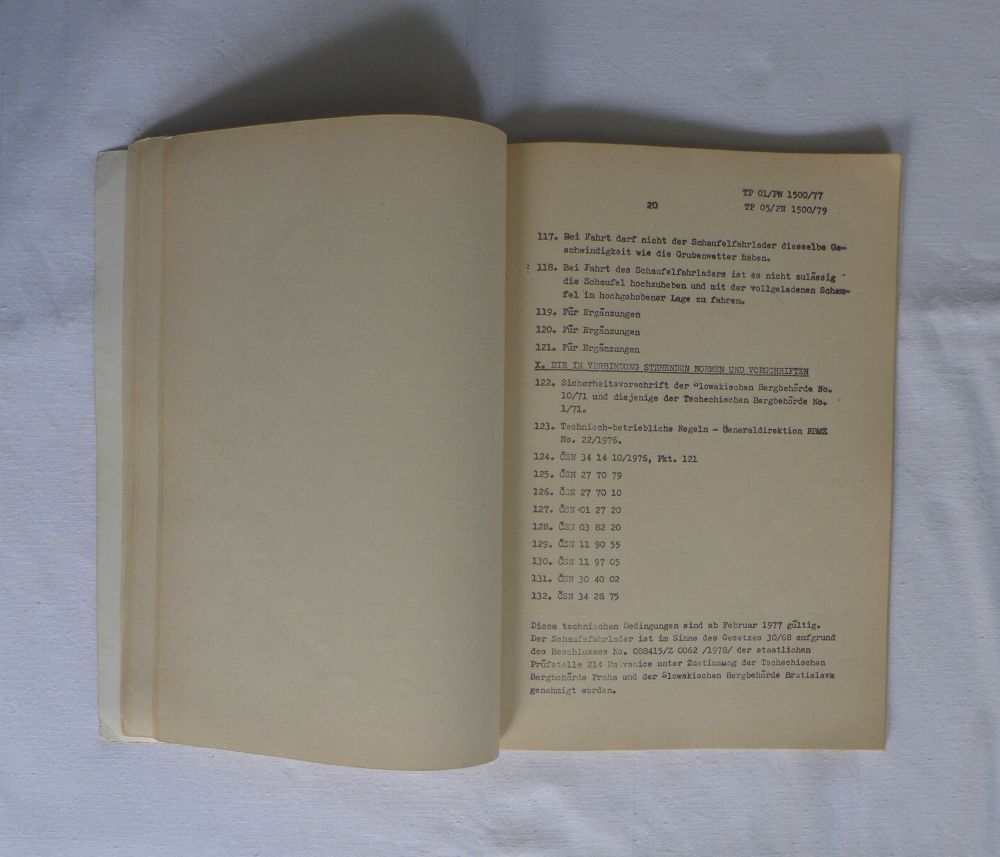 TP 01/PN 1500/77
20
TP 05/PN 1500/79
117. Bei Fahrt darf nicht der Schaufelfahrlader dieselbe Ge-
schwindigkeit wie die Grubenwetter haben.
118. Bei Fahrt des Schaufelfahrladers ist es nicht zulässig
die Schaufel hochzuheben und mit der vollgeladenen Schau-
fel in hochgehobener Lage zu fahren.
119. Für Ergänzungen
120. Für Ergänzungen
121. Für Ergänzungen
X. DIE IN VERBINDUNG STEHENDEN NORMEN UND VORSCHRIFTEN
122. Sicherheitsvorschrift der Slowakischen Bergbehörde No.
10/71 und diejenige der Tschechischen Bergbehörde No.
1/71.
123. Technisch-betriebliche Regeln - Generaldirektion RBMZ
No. 22/1976.
124. ČSN 34 14 10/1976, Pkt. 121
125. ČSN 27 70 79
126. ČSN 27 70 10
127. ČSN 01 27 20
128. ČSN 03 82 20
129. ČSN 11 90 55
130. ČSN 11 97 05
131. ČSN 30 40 02
132. ČSN 34 28 75
Diese technischen Bedingungen sind ab Februar 1977 gültig.
Der Schaufefahrlader ist im Sinne des Gesetzes 30/68 aufgrund
des Beschlusses No. 088415/Z 0062 /1978/ der staatlichen
Prüfstelle 214 unter Zustimmung der Tschechischen
Bergbehörde Praha und der Slowakischen Bergbehörde Bratislava
genehmigt worden.